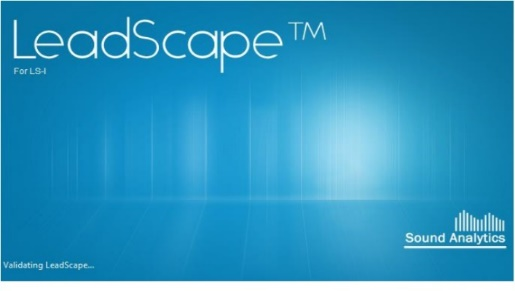 LeadScape™
For LS-I
Sound Analytics
Validating LeadScape...